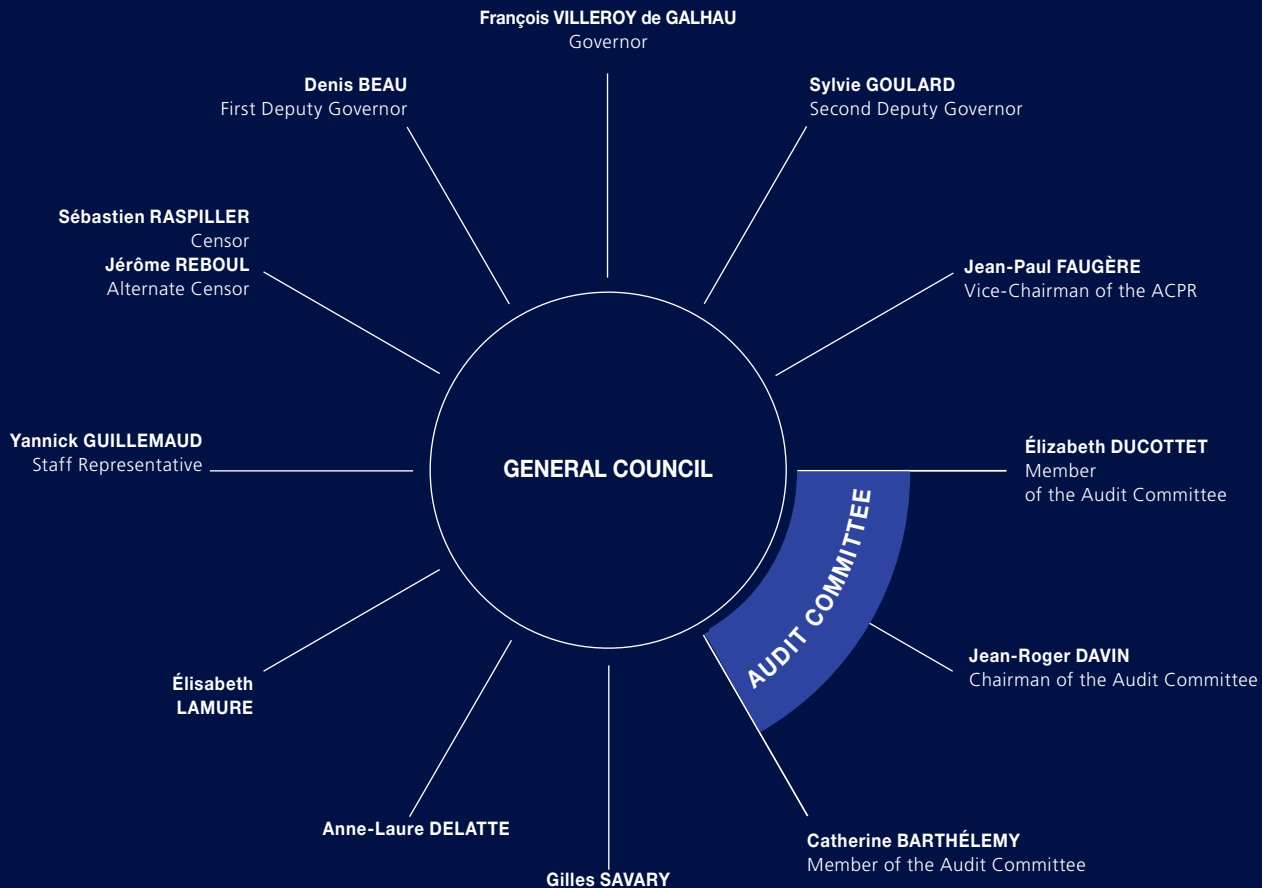 François VILLEROY de GALHAU
Governor
Denis BEAU
First Deputy Governor
Sylvie GOULARD
Second Deputy Governor
Sébastien RASPILLER
Censor
Jérôme REBOUL
Alternate Censor
Jean-Paul FAUGÈRE
Vice-Chairman of the ACPR
Yannick GUILLEMAUD
Staff Representative
GENERAL COUNCIL
Élizabeth DUCOTTET
Member
of the Audit Committee
AUDIT COMMITTEE
Jean-Roger DAVIN
Chairman of the Audit Committee
Élisabeth
LAMURE
Anne-Laure DELATTE
Catherine BARTHÉLEMY
Member of the Audit Committee
Gilles SAVARY